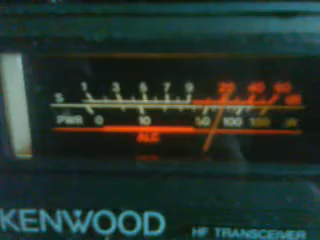 S 1 3 5 7 9 20 40 60 dB
PWR 0 10 50 100 150 W
ALC
KENWOOD HF TRANSCEIVER